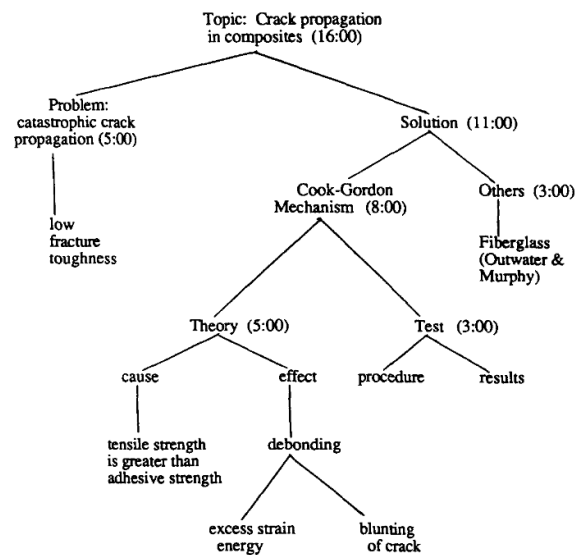 Topic: Crack propagation
in composites (16:00)
Problem:
catastrophic crack
propagation (5:00)
Solution (11:00)
low
fracture
toughness
Cook-Gordon
Mechanism (8:00)
Others (3:00)
Fiberglass
(Outwater &
Murphy)
Theory (5:00)
Test (3:00)
cause
effect
procedure
results
tensile strength
is greater than
adhesive strength
debonding
excess strain
energy
blunting
of crack